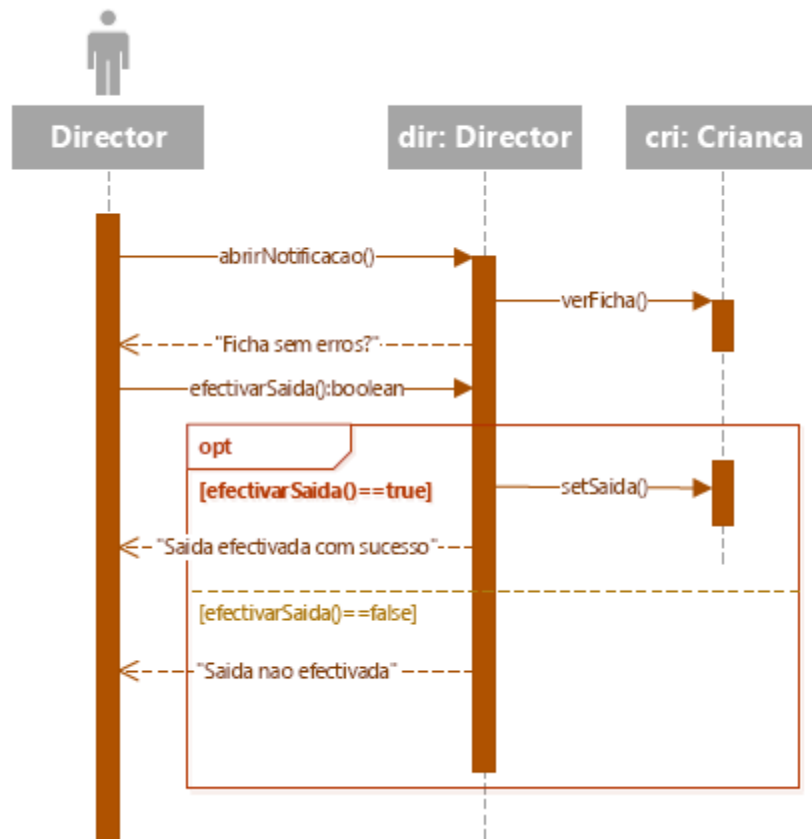 Director
dir: Director
cri: Crianca
abrirNotificacao()
verFicha()
"Ficha sem erros?"
efectivarSaida():boolean
opt
[efectivarSaida()==true]
setSaida()
"Saida efectivada com sucesso"
[efectivarSaida()==false]
"Saida nao efectivada"